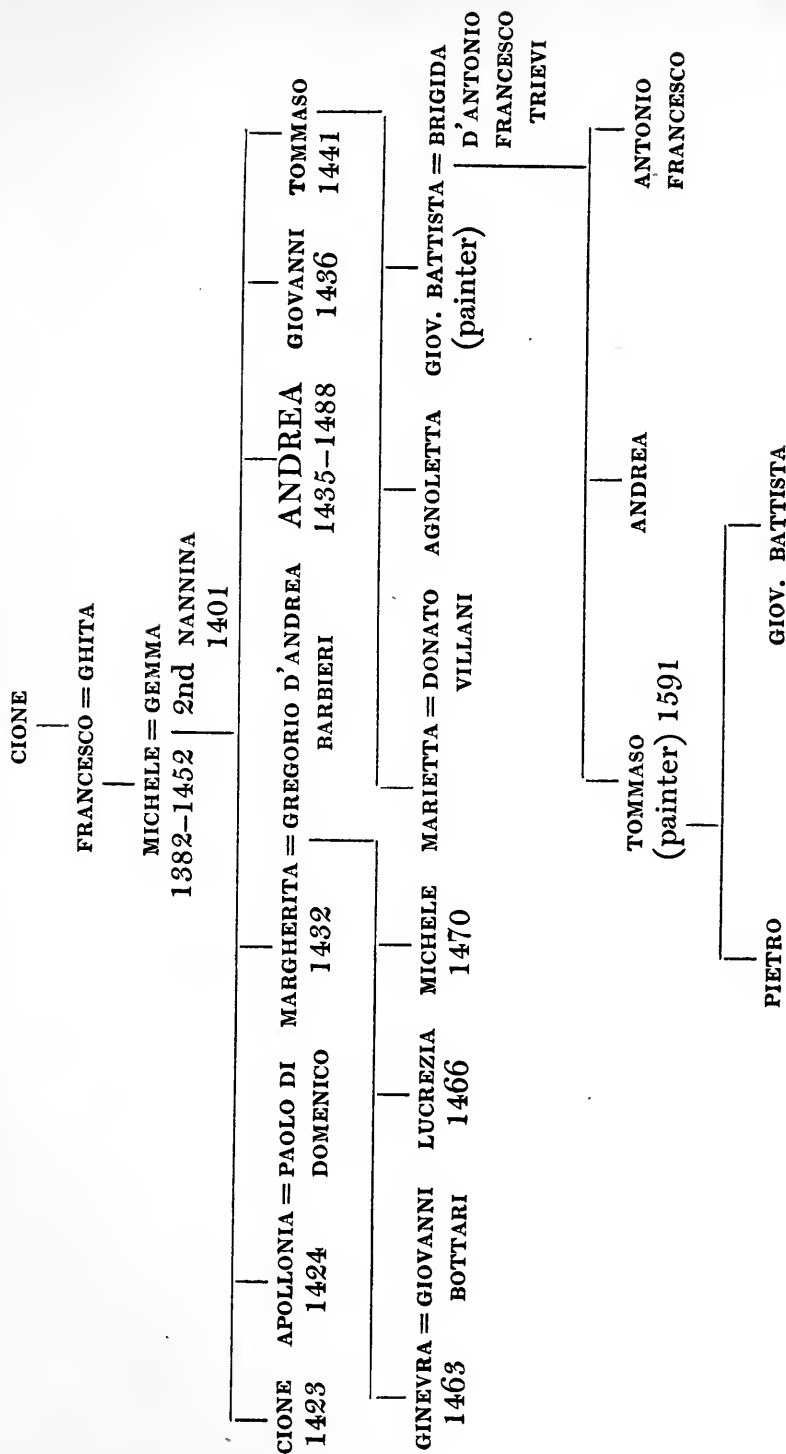 CIONE
FRANCESCO = GHITA
MICHELE = GEMMA
1382–1452 2nd NANNINA
1401
CIONE APOLLONIA = PAOLO DI MARGHERITA = GREGORIO D'ANDREA ANDREA GIOVANNI TOMMASO
1423 1424 DOMENICO 1432 BARBIERI 1435–1488 1436 1441
GINEVRA = GIOVANNI LUCREZIA MICHELE MARIETTA = DONATO AGNOLETTA GIOV. BATTISTA = BRIGIDA
1463 BOTTARI 1466 1470 VILLANI (painter) D'ANTONIO
FRANCESCO
TRIEVI
TOMMASO ANDREA ANTONIO
(painter) 1591 FRANCESCO
PIETRO GIOV. BATTISTA